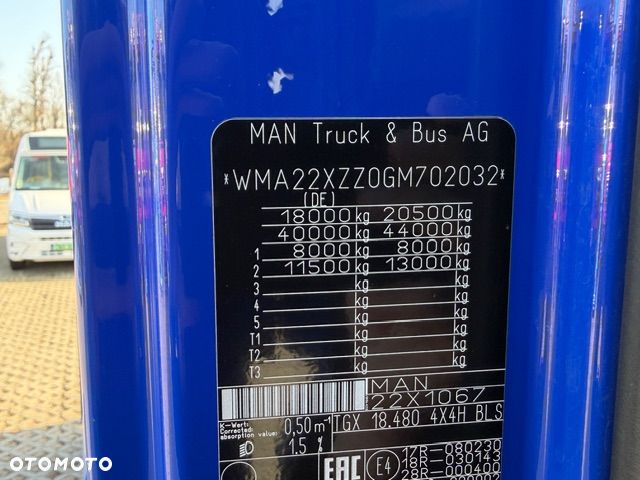 MAN Truck & Bus AG
*WMA22XZZ0GM702032*
(DE)
18000kg 20500kg
40000kg 44000kg
1 8000kg 8000kg
2 11500kg 13000kg
3 kg kg
4 kg kg
5 kg kg
T1 kg kg
T2 kg kg
T3 kg kg
MAN
22X1067
K-Wert:
Corrected
absorption value: 0,50 m-1
TGX 18.480 4X4H BLS
1.5 %
EAC
E4
17R-080230
18R-030143
28R-000400
OTOMOTO